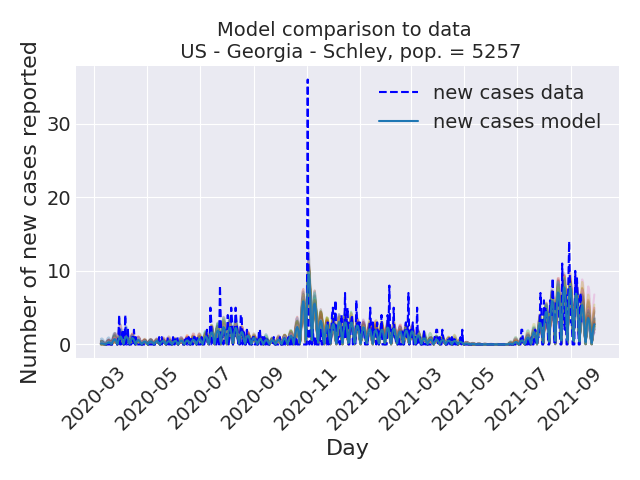 Model comparison to data
US - Georgia - Schley, pop. = 5257
Number of new cases reported
30
20
10
0
new cases data
new cases model
2020-03
2020-05
2020-07
2020-09
2020-11
2021-01
2021-03
2021-05
2021-07
2021-09
Day